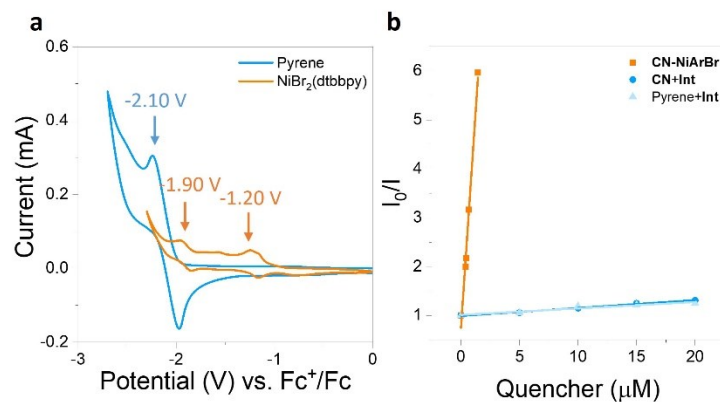 a
0.6
0.4
0.2
0.0
-0.2
Current (mA)
Pyrene
NiBr₂(dtbbpy)
-2.10 V
-1.90 V
-1.20 V
-3
-2
-1
0
Potential (V) vs. Fc⁺/Fc
b
6
5
4
3
2
1
I₀/I
CN-NiArBr
CN+Int
Pyrene+Int
0
5
10
15
20
Quencher (μM)